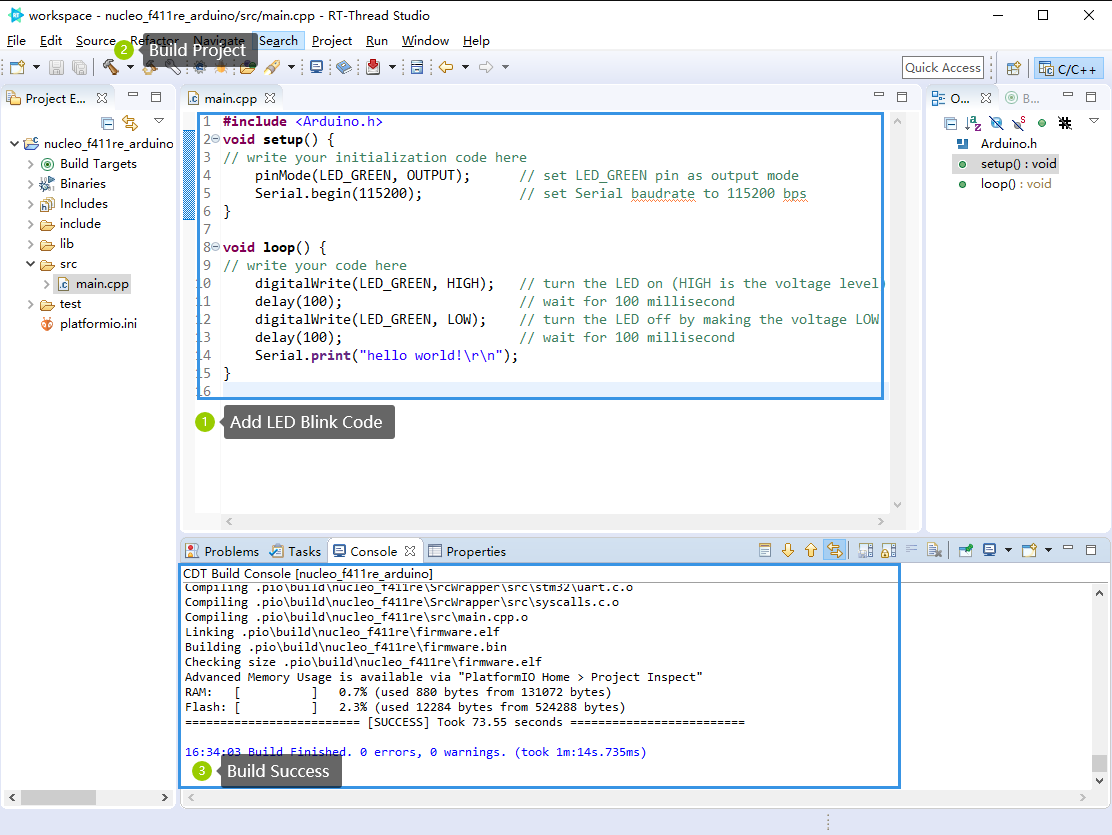 workspace - nucleo_f411re_arduino/src/main.cpp - RT-Thread Studio
File Edit Source Refactor Navigate Search Project Run Window Help
2 Build Project
Quick Access
C/C++
Project E...
main.cpp
O...
B...
nucleo_f411re_arduino
Build Targets
Binaries
Includes
include
lib
src
main.cpp
test
platformio.ini
1 #include <Arduino.h>
2 void setup() {
3 // write your initialization code here
4 pinMode(LED_GREEN, OUTPUT); // set LED_GREEN pin as output mode
5 Serial.begin(115200); // set Serial baudrate to 115200 bps
6 }
7
8 void loop() {
9 // write your code here
10 digitalWrite(LED_GREEN, HIGH); // turn the LED on (HIGH is the voltage level)
11 delay(100); // wait for 100 millisecond
12 digitalWrite(LED_GREEN, LOW); // turn the LED off by making the voltage LOW
13 delay(100); // wait for 100 millisecond
14 Serial.print("hello world!\r\n");
15 }
16
1 Add LED Blink Code
Arduino.h
setup() : void
loop() : void
Problems Tasks Console Properties
CDT Build Console [nucleo_f411re_arduino]
Compiling .pio\build\nucleo_f411re\SrcWrapper\src\stm32\uart.c.o
Compiling .pio\build\nucleo_f411re\SrcWrapper\src\syscalls.c.o
Compiling .pio\build\nucleo_f411re\src\main.cpp.o
Linking .pio\build\nucleo_f411re\firmware.elf
Building .pio\build\nucleo_f411re\firmware.bin
Checking size .pio\build\nucleo_f411re\firmware.elf
Advanced Memory Usage is available via "PlatformIO Home > Project Inspect"
RAM: [ ] 0.7% (used 880 bytes from 131072 bytes)
Flash: [ ] 2.3% (used 12284 bytes from 524288 bytes)
========================= [SUCCESS] Took 73.55 seconds =========================
16:34:03 Build Finished. 0 errors, 0 warnings. (took 1m:14s.735ms)
3 Build Success